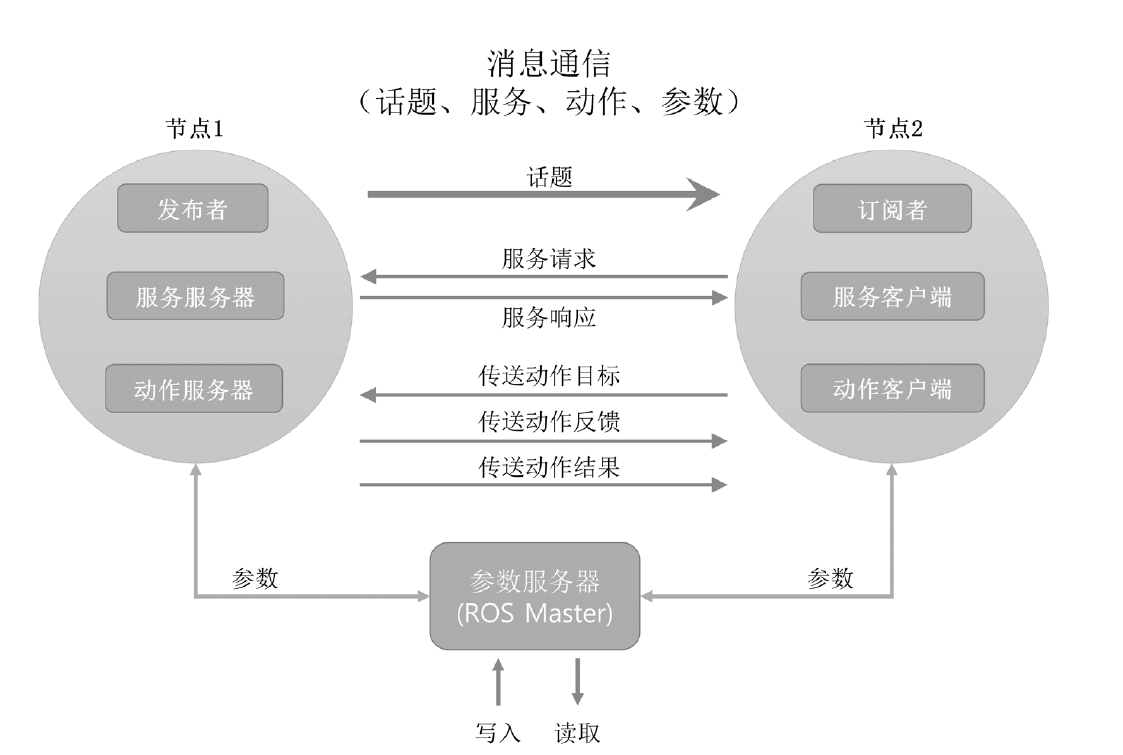 消息通信
（话题、服务、动作、参数）
节点1
节点2
话题
发布者
订阅者
服务请求
服务服务器
服务客户端
服务响应
传送动作目标
动作服务器
动作客户端
传送动作反馈
传送动作结果
参数
参数服务器
(ROS Master)
参数
写入
读取